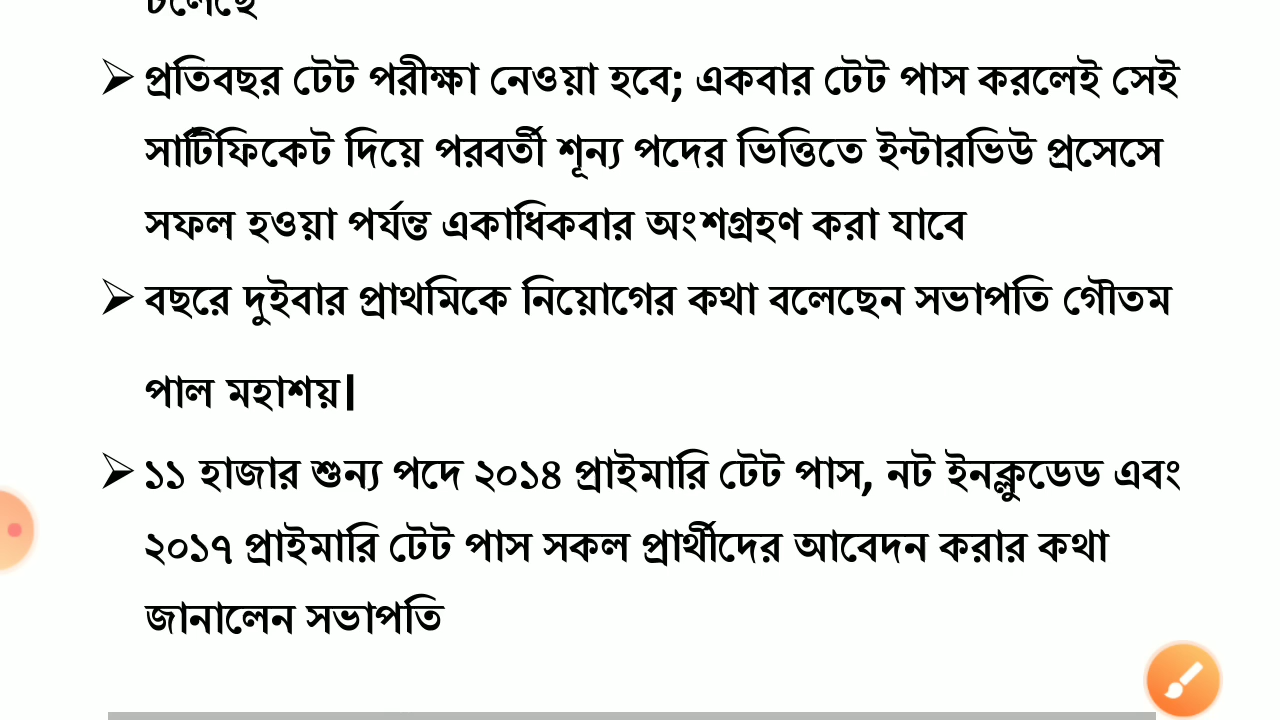 চলেছে
➢ প্রতিবছর টেট পরীক্ষা নেওয়া হবে; একবার টেট পাস করলেই সেই
সার্টিফিকেট দিয়ে পরবর্তী শূন্য পদের ভিত্তিতে ইন্টারভিউ প্রসেসে
সফল হওয়া পর্যন্ত একাধিকবার অংশগ্রহণ করা যাবে
➢ বছরে দুইবার প্রাথমিকে নিয়োগের কথা বলেছেন সভাপতি গৌতম
পাল মহাশয়।
➢ ১১ হাজার শুন্য পদে ২০১৪ প্রাইমারি টেট পাস, নট ইনক্লুডেড এবং
২০১৭ প্রাইমারি টেট পাস সকল প্রার্থীদের আবেদন করার কথা
জানালেন সভাপতি